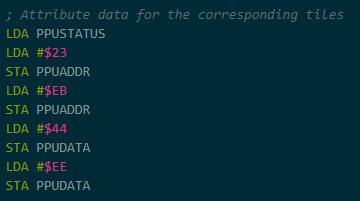 ; Attribute data for the corresponding tiles
LDA PPUSTATUS
LDA #$23
STA PPUADDR
LDA #$EB
STA PPUADDR
LDA #$44
STA PPUDATA
LDA #$EE
STA PPUDATA